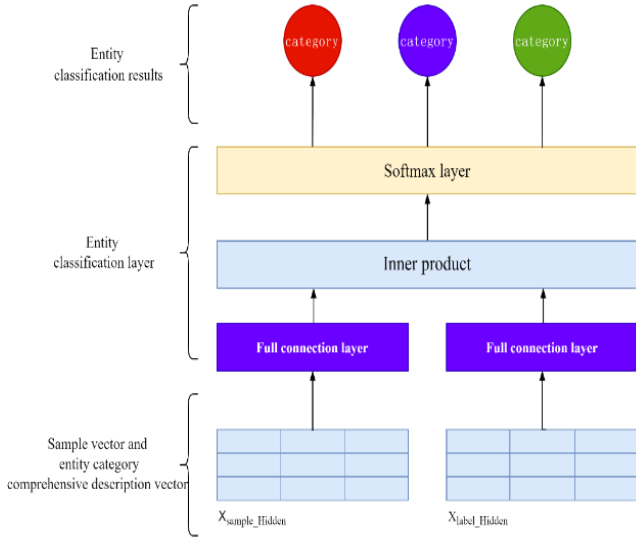 Entity
classification results
category
category
category
Entity
classification layer
Softmax layer
Inner product
Full connection layer
Full connection layer
Sample vector and
entity category
comprehensive description vector
Xsample_Hidden
Xlabel_Hidden